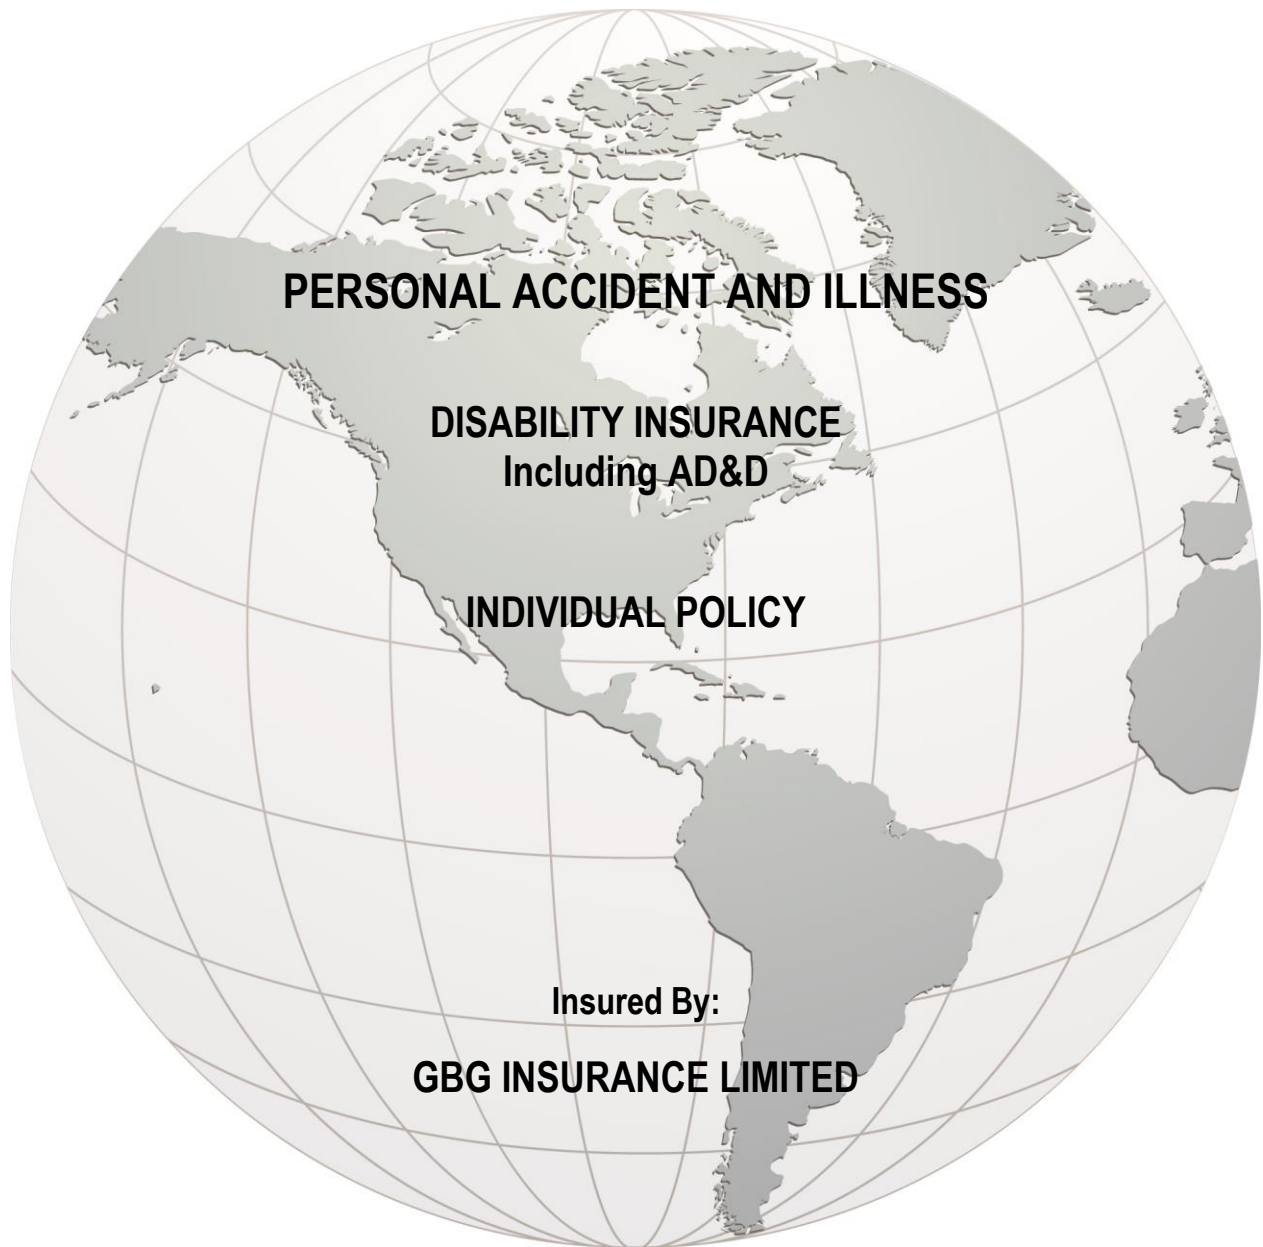 PERSONAL ACCIDENT AND ILLNESS
DISABILITY INSURANCE
Including AD&D
INDIVIDUAL POLICY
Insured By:
GBG INSURANCE LIMITED